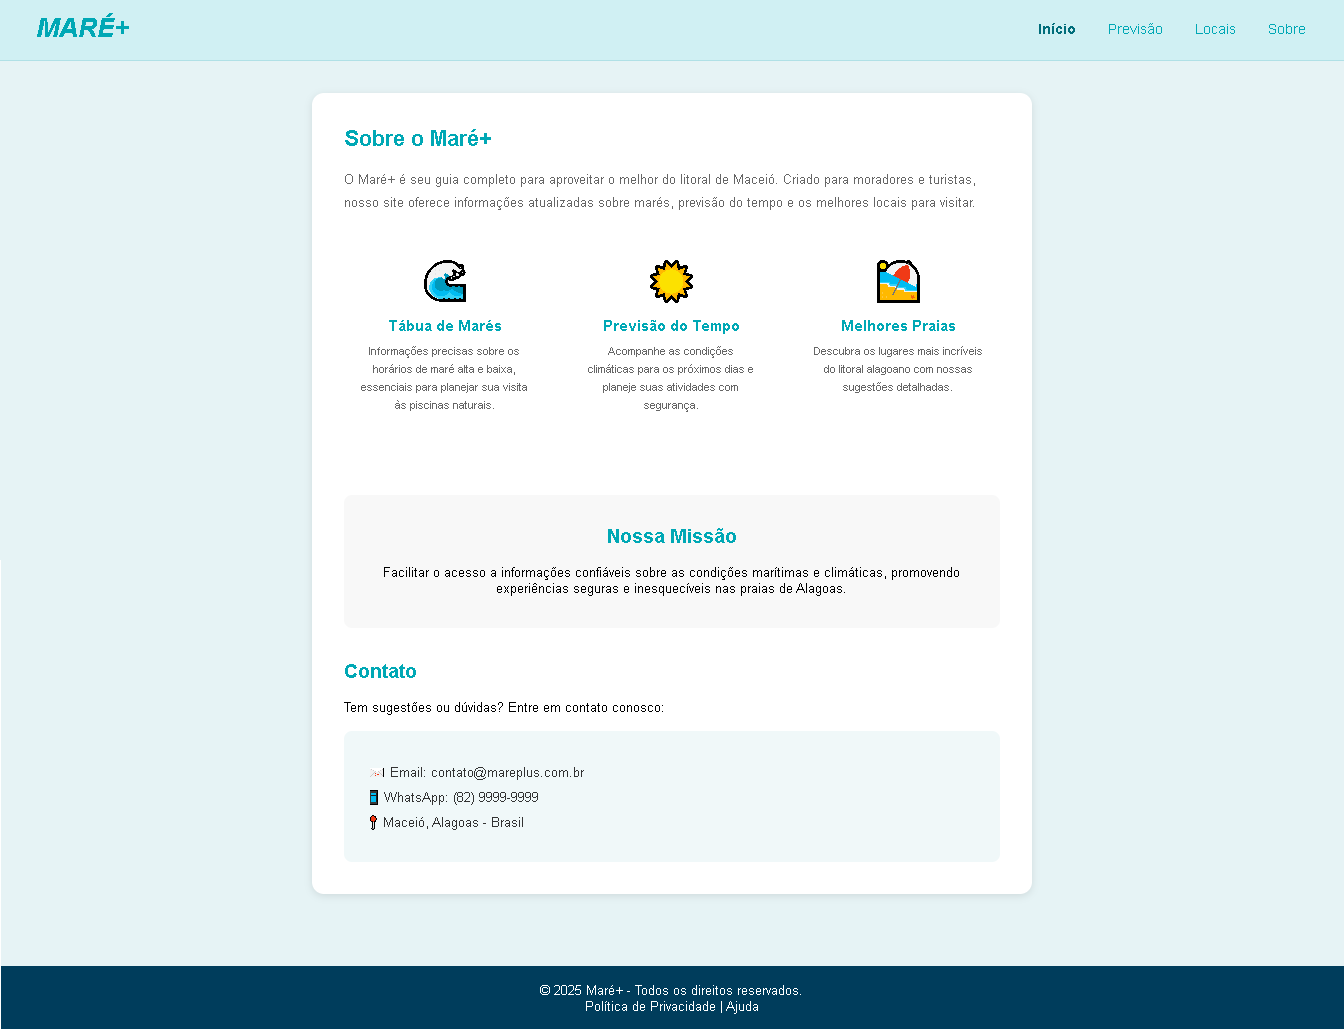 MARÉ+
Início Previsão Locais Sobre
Sobre o Maré+
O Maré+ é seu guia completo para aproveitar o melhor do litoral de Maceió. Criado para moradores e turistas,
nosso site oferece informações atualizadas sobre marés, previsão do tempo e os melhores locais para visitar.
Tábua de Marés
Informações precisas sobre os
horários de maré alta e baixa,
essenciais para planejar sua visita
às piscinas naturais.
Previsão do Tempo
Acompanhe as condições
climáticas para os próximos dias e
planeje suas atividades com
segurança.
Melhores Praias
Descubra os lugares mais incríveis
do litoral alagoano com nossas
sugestões detalhadas.
Nossa Missão
Facilitar o acesso a informações confiáveis sobre as condições marítimas e climáticas, promovendo
experiências seguras e inesquecíveis nas praias de Alagoas.
Contato
Tem sugestões ou dúvidas? Entre em contato conosco:
Email: contato@mareplus.com.br
WhatsApp: (82) 9999-9999
Maceió, Alagoas - Brasil
© 2025 Maré+ - Todos os direitos reservados.
Política de Privacidade | Ajuda